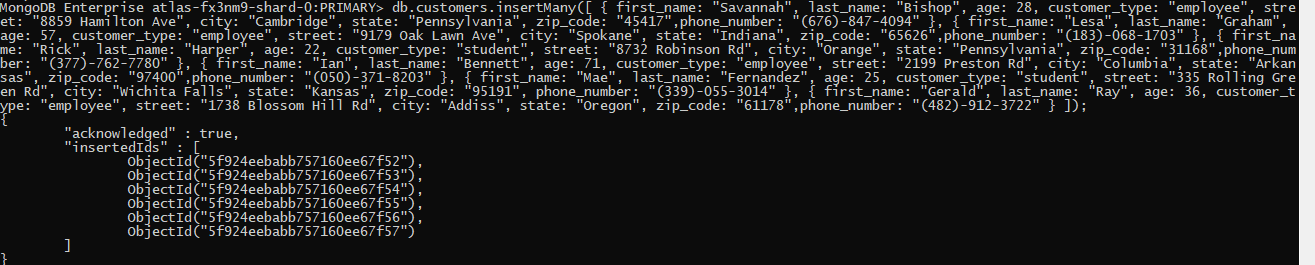 MongoDB Enterprise atlas-fx3nm9-shard-0:PRIMARY> db.customers.insertMany([ { first_name: "Savannah", last_name: "Bishop", age: 28, customer_type: "employee", stre
et: "8859 Hamilton Ave", city: "Cambridge", state: "Pennsylvania", zip_code: "45417",phone_number: "(676)-847-4094" }, { first_name: "Lesa", last_name: "Graham",
age: 57, customer_type: "employee", street: "9179 Oak Lawn Ave", city: "Spokane", state: "Indiana", zip_code: "65626",phone_number: "(183)-068-1703" }, { first_na
me: "Rick", last_name: "Harper", age: 22, customer_type: "student", street: "8732 Robinson Rd", city: "Orange", state: "Pennsylvania", zip_code: "31168",phone_num
ber: "(377)-762-7780" }, { first_name: "Ian", last_name: "Bennett", age: 71, customer_type: "employee", street: "2199 Preston Rd", city: "Columbia", state: "Arkan
sas", zip_code: "97400",phone_number: "(050)-371-8203" }, { first_name: "Mae", last_name: "Fernandez", age: 25, customer_type: "student", street: "335 Rolling Gre
en Rd", city: "Wichita Falls", state: "Kansas", zip_code: "95191", phone_number: "(339)-055-3014" }, { first_name: "Gerald", last_name: "Ray", age: 36, customer_t
ype: "employee", street: "1738 Blossom Hill Rd", city: "Addiss", state: "Oregon", zip_code: "61178",phone_number: "(482)-912-3722" } ]);
{
"acknowledged" : true,
"insertedIds" : [
ObjectId("5f924eebabb757160ee67f52"),
ObjectId("5f924eebabb757160ee67f53"),
ObjectId("5f924eebabb757160ee67f54"),
ObjectId("5f924eebabb757160ee67f55"),
ObjectId("5f924eebabb757160ee67f56"),
ObjectId("5f924eebabb757160ee67f57")
]
}